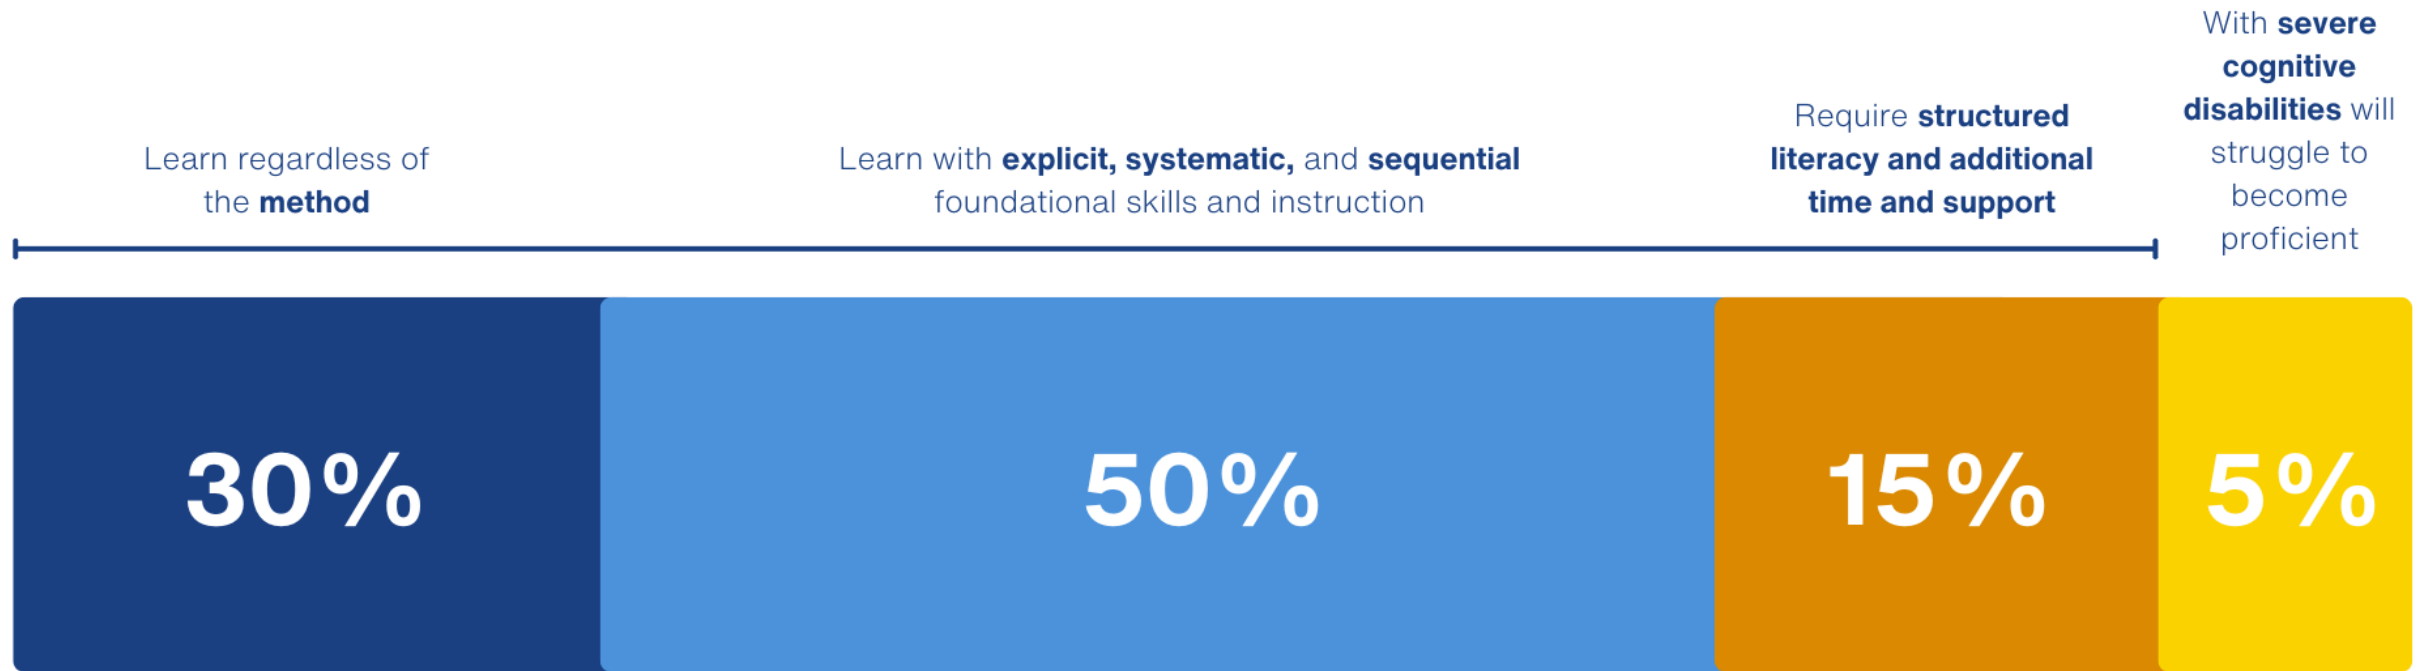 Learn regardless of
the method
Learn with explicit, systematic, and sequential
foundational skills and instruction
Require structured
literacy and additional
time and support
With severe
cognitive
disabilities will
struggle to
become
proficient
30%
50%
15%
5%